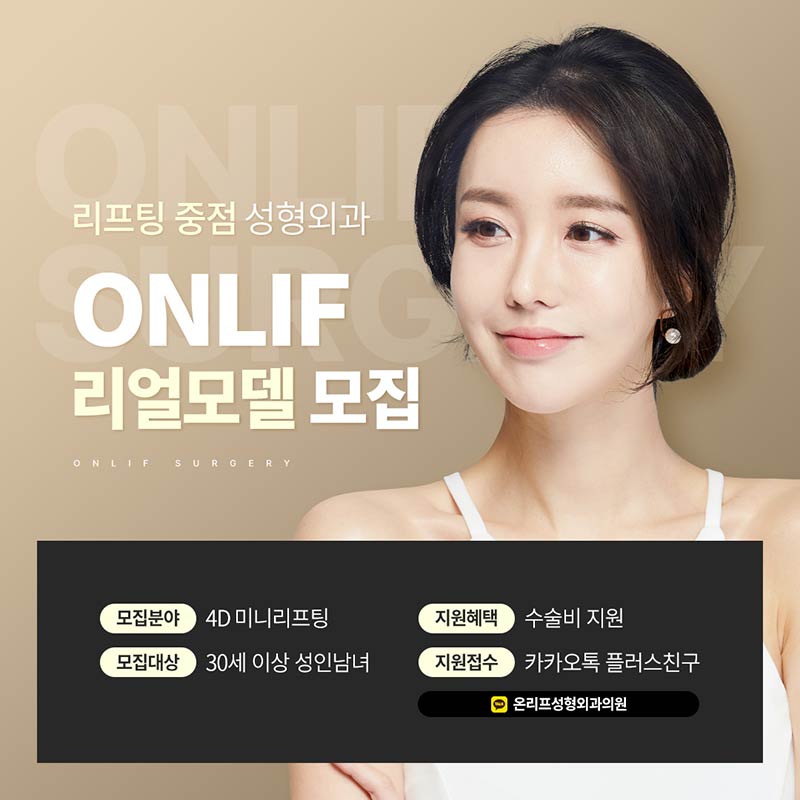 ONLIF
SURGERY
리프팅 중점 성형외과
ONLIF
리얼모델 모집
ONLIF SURGERY
모집분야 4D 미니리프팅
모집대상 30세 이상 성인남녀
지원혜택 수술비 지원
지원접수 카카오톡 플러스친구
TALK 온리프성형외과의원